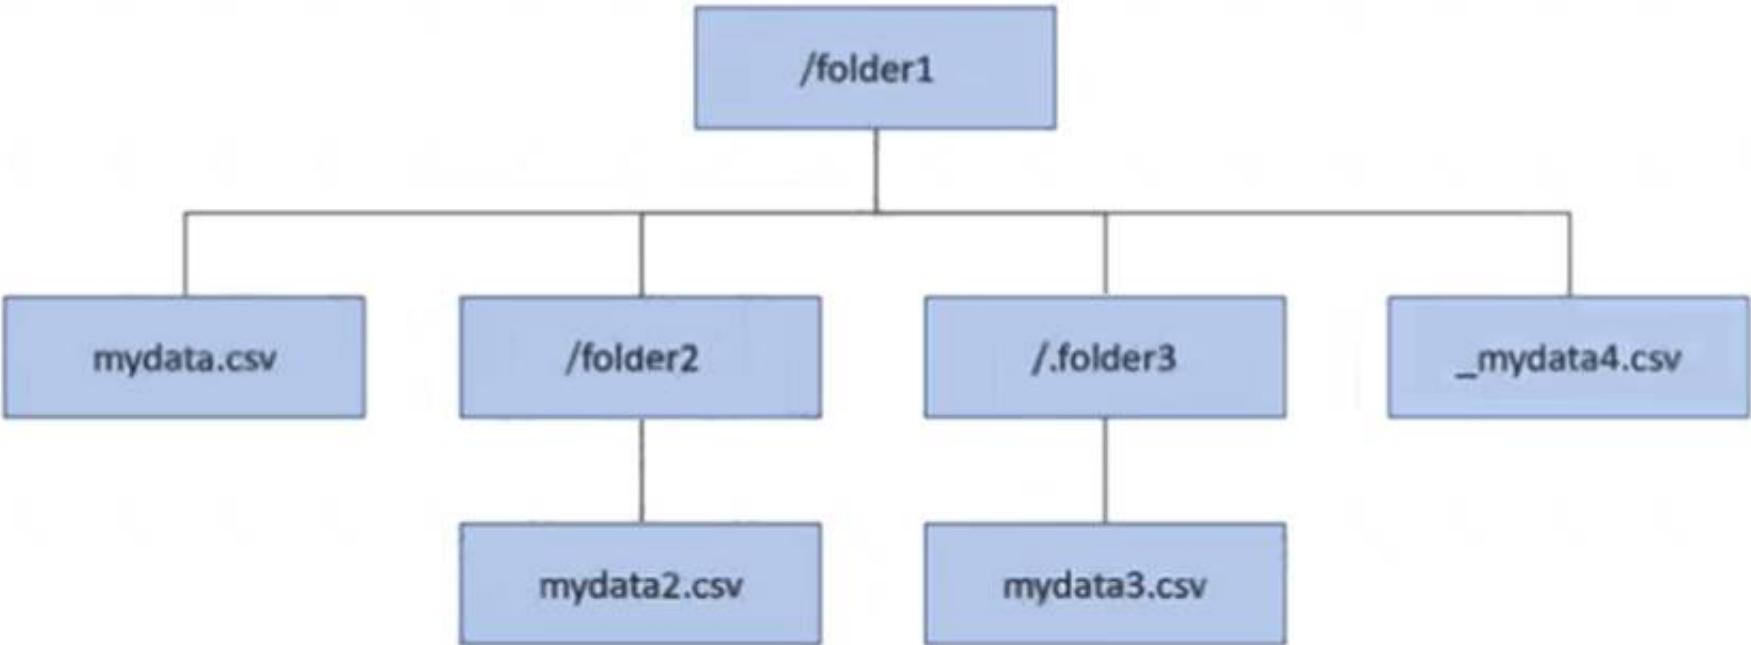 /folder1
mydata.csv
/folder2
/.folder3
_mydata4.csv
mydata2.csv
mydata3.csv